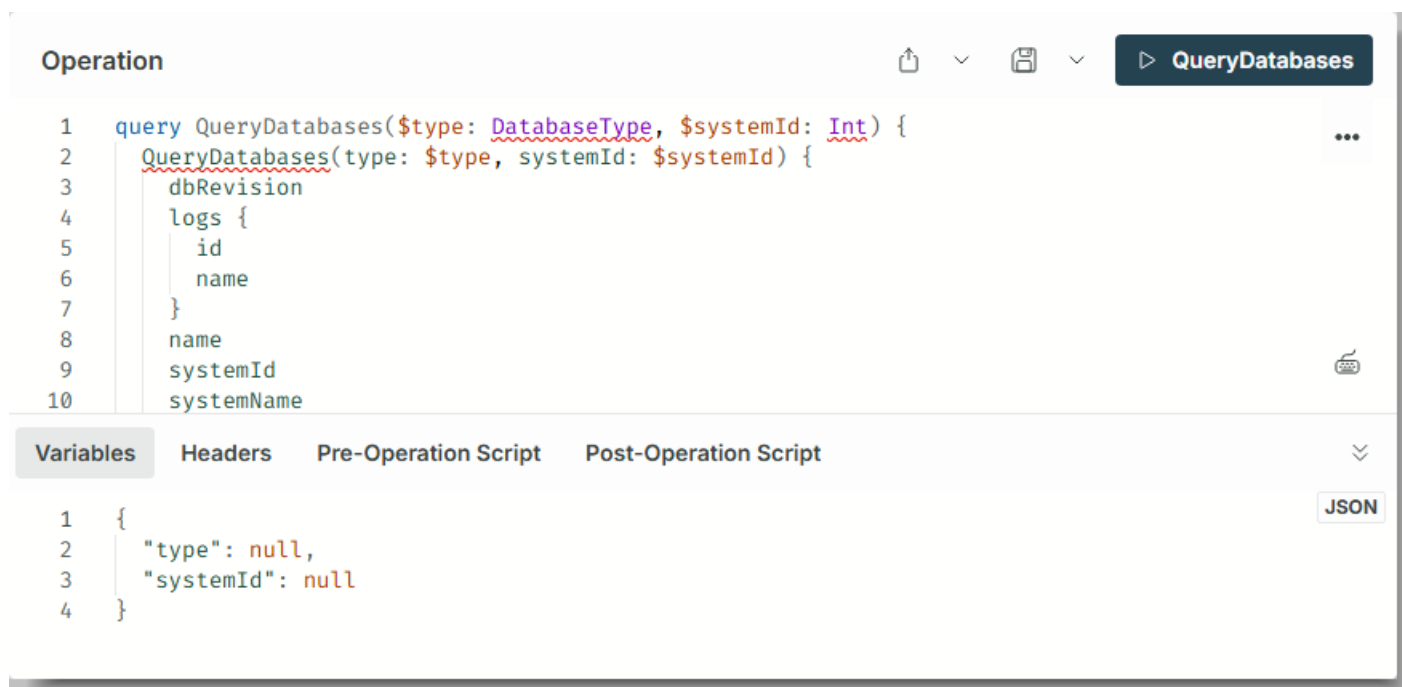 Operation
QueryDatabases
1 query QueryDatabases($type: DatabaseType, $systemId: Int) {
2 QueryDatabases(type: $type, systemId: $systemId) {
3 dbRevision
4 logs {
5 id
6 name
7 }
8 name
9 systemId
10 systemName
Variables Headers Pre-Operation Script Post-Operation Script
JSON
1 {
2 "type": null,
3 "systemId": null
4 }